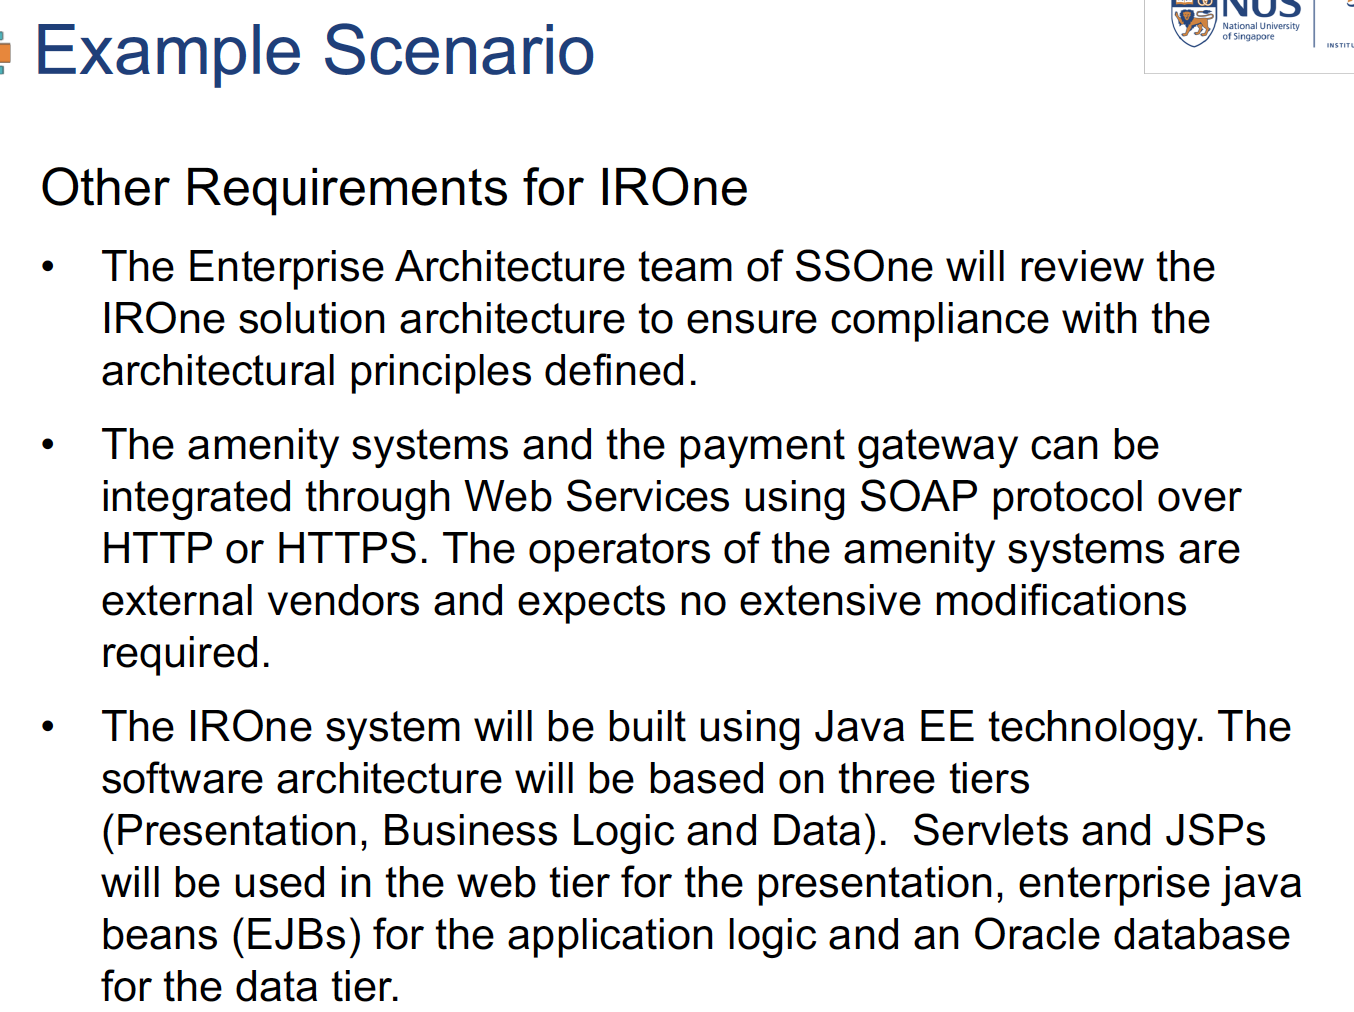 Example Scenario
NUS
National University
of Singapore
Other Requirements for IROne
• The Enterprise Architecture team of SSOne will review the
IROne solution architecture to ensure compliance with the
architectural principles defined.
• The amenity systems and the payment gateway can be
integrated through Web Services using SOAP protocol over
HTTP or HTTPS. The operators of the amenity systems are
external vendors and expects no extensive modifications
required.
• The IROne system will be built using Java EE technology. The
software architecture will be based on three tiers
(Presentation, Business Logic and Data).  Servlets and JSPs
will be used in the web tier for the presentation, enterprise java
beans (EJBs) for the application logic and an Oracle database
for the data tier.